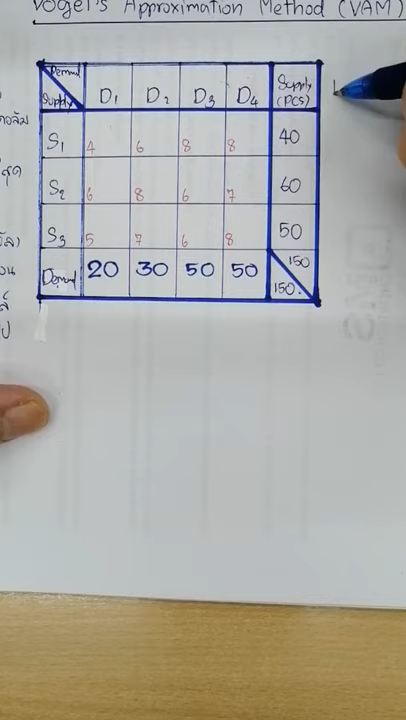 Vogel's Approximation Method (VAM)
Demand
Supply
D1 D2 D3 D4 Supply (PCS)
S1 4 6 8 8 40
S2 6 8 6 7 60
S3 5 7 6 8 50
Demand 20 30 50 50 150
150.